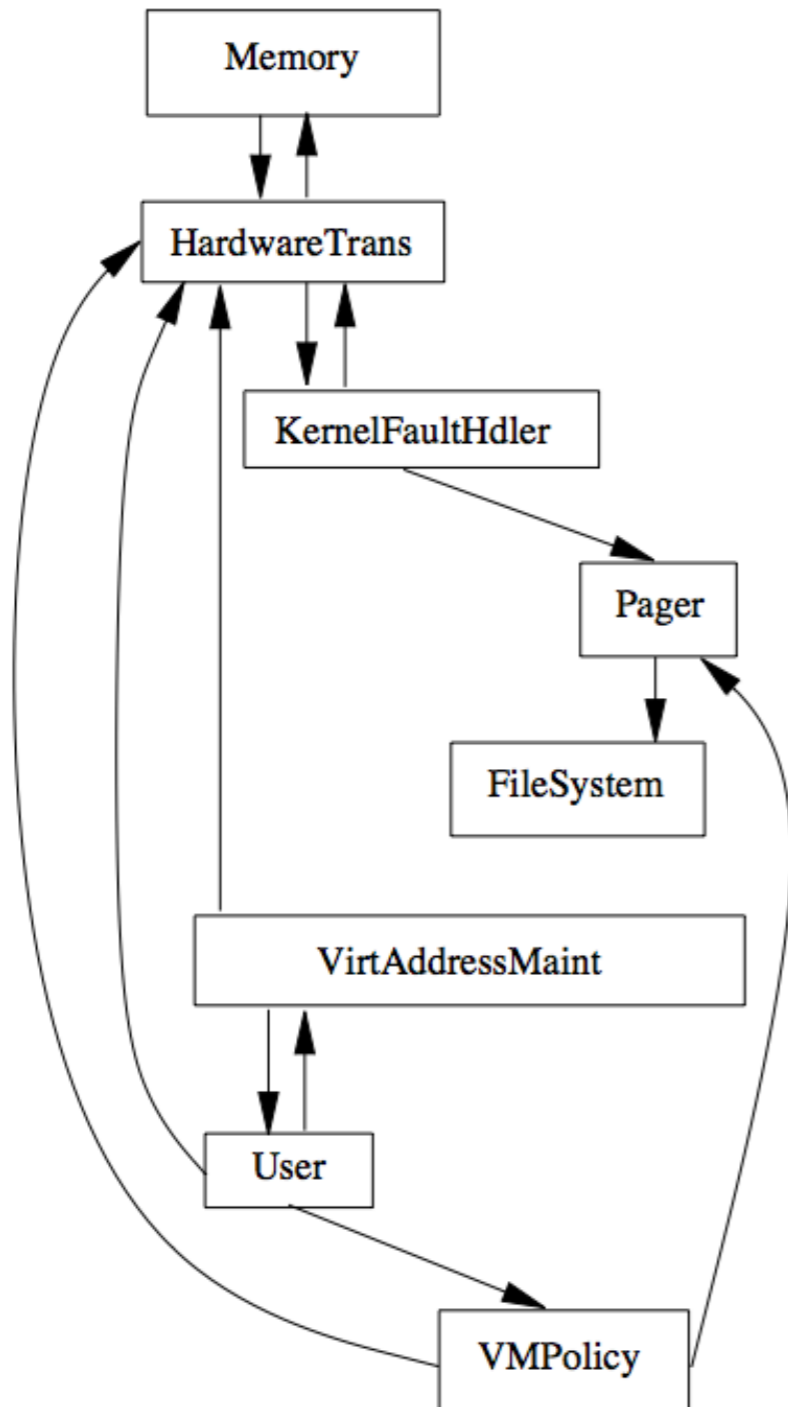 Memory
HardwareTrans
KernelFaultHdler
Pager
FileSystem
VirtAddressMaint
User
VMPolicy